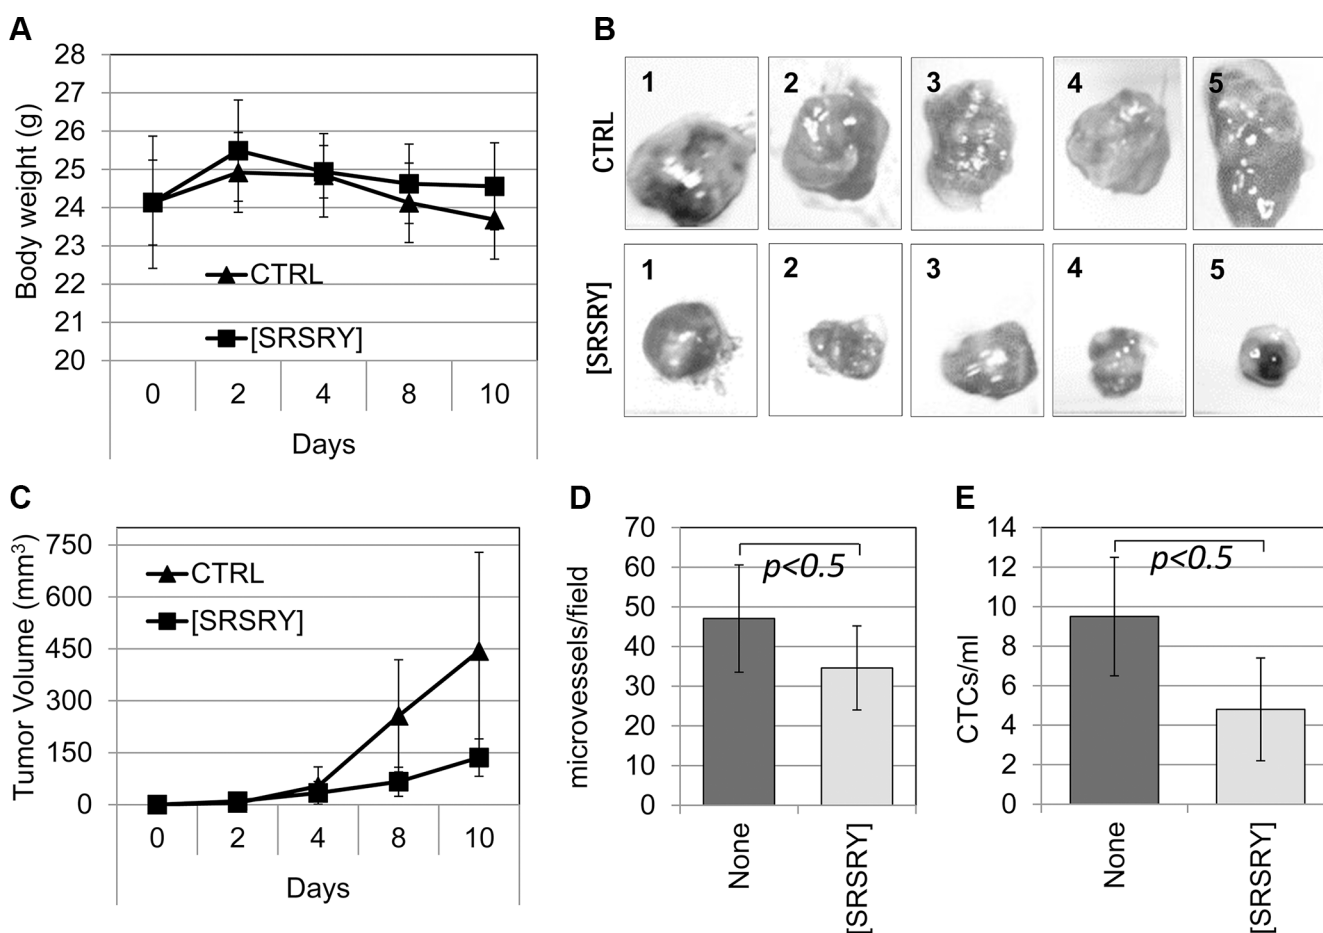 A
Body weight (g)
28
27
26
25
24
23
22
21
20
CTRL
[SRSRY]
0 2 4 8 10
Days
B
CTRL
1 2 3 4 5
[SRSRY]
1 2 3 4 5
C
Tumor Volume (mm³)
750
600
450
300
150
0
CTRL
[SRSRY]
0 2 4 8 10
Days
D
microvessels/field
70
60
50
40
30
20
10
0
p<0.5
None
[SRSRY]
E
CTCs/ml
14
12
10
8
6
4
2
0
p<0.5
None
[SRSRY]